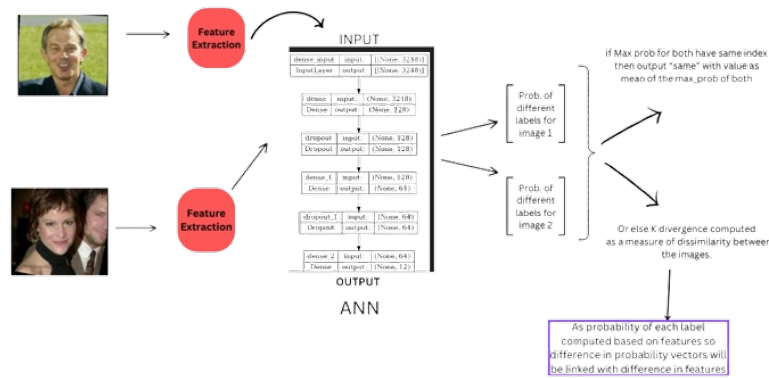 Feature
Extraction
INPUT
dense_input input: [(None, 3248)]
InputLayer output: [(None, 3248)]
dense input: (None, 3248)
Dense output: (None, 128)
dropout input: (None, 128)
Dropout output: (None, 128)
dense_1 input: (None, 128)
Dense output: (None, 64)
dropout_1 input: (None, 64)
Dropout output: (None, 64)
dense_2 input: (None, 64)
Dense output: (None, 12)
OUTPUT
ANN
Feature
Extraction
Prob. of
different
labels for
image 1
Prob. of
different
labels for
image 2
if Max prob for both have same index
then output "same" with value as
mean of the max_prob of both
Or else K divergence computed
as a measure of dissimilarity between
the images.
As probability of each label
computed based on features so
difference in probability vectors will
be linked with difference in features.